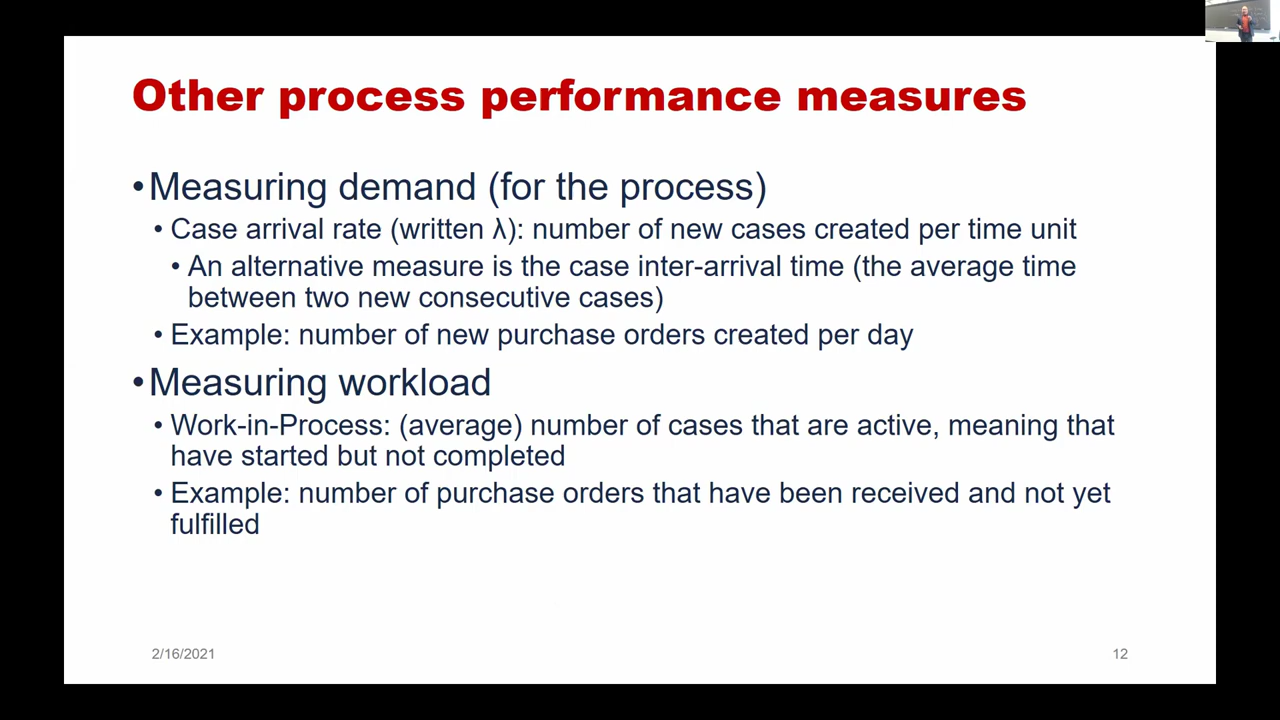 Other process performance measures
•Measuring demand (for the process)
• Case arrival rate (written λ): number of new cases created per time unit
• An alternative measure is the case inter-arrival time (the average time
between two new consecutive cases)
• Example: number of new purchase orders created per day
•Measuring workload
• Work-in-Process: (average) number of cases that are active, meaning that
have started but not completed
• Example: number of purchase orders that have been received and not yet
fulfilled
2/16/2021
12